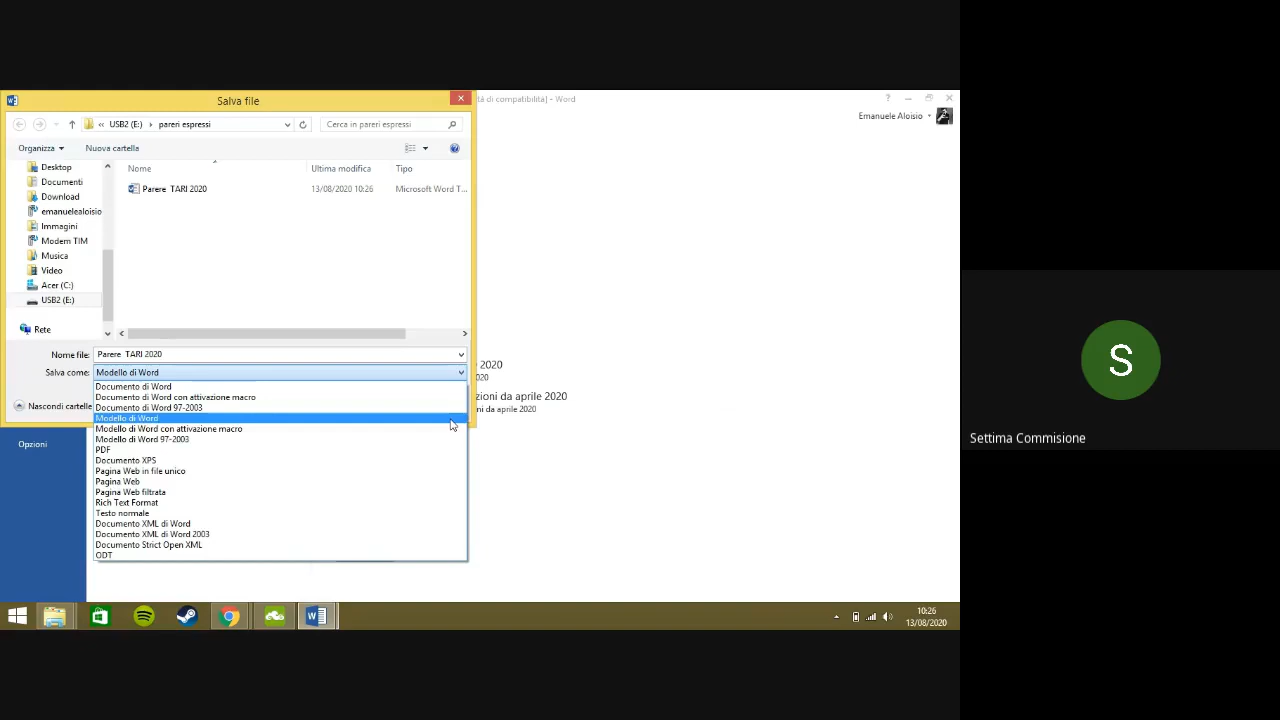 Salva file
tá di compatibilità] - Word
?
Emanuele Aloisio
«
USB2 (E:)
pareri espressi
Cerca in pareri espressi
Organizza
Nuova cartella
Desktop
Documenti
Download
emanuelealoisio
Immagini
Modem TIM
Musica
Video
Acer (C:)
USB2 (E:)
Rete
Nome
Ultima modifica
Tipo
Parere TARI 2020
13/08/2020 10:26
Microsoft Word T...
Nome file:
Parere TARI 2020
Salva come:
Modello di Word
Nascondi cartelle
Documento di Word
Documento di Word con attivazione macro
Documento di Word 97-2003
Modello di Word
Modello di Word con attivazione macro
Modello di Word 97-2003
PDF
Documento XPS
Pagina Web in file unico
Pagina Web
Pagina Web filtrata
Rich Text Format
Testo normale
Documento XML di Word
Documento XML di Word 2003
Documento Strict Open XML
ODT
2020
020
zioni da aprile 2020
ni da aprile 2020
Opzioni
10:26
13/08/2020
S
Settima Commisione